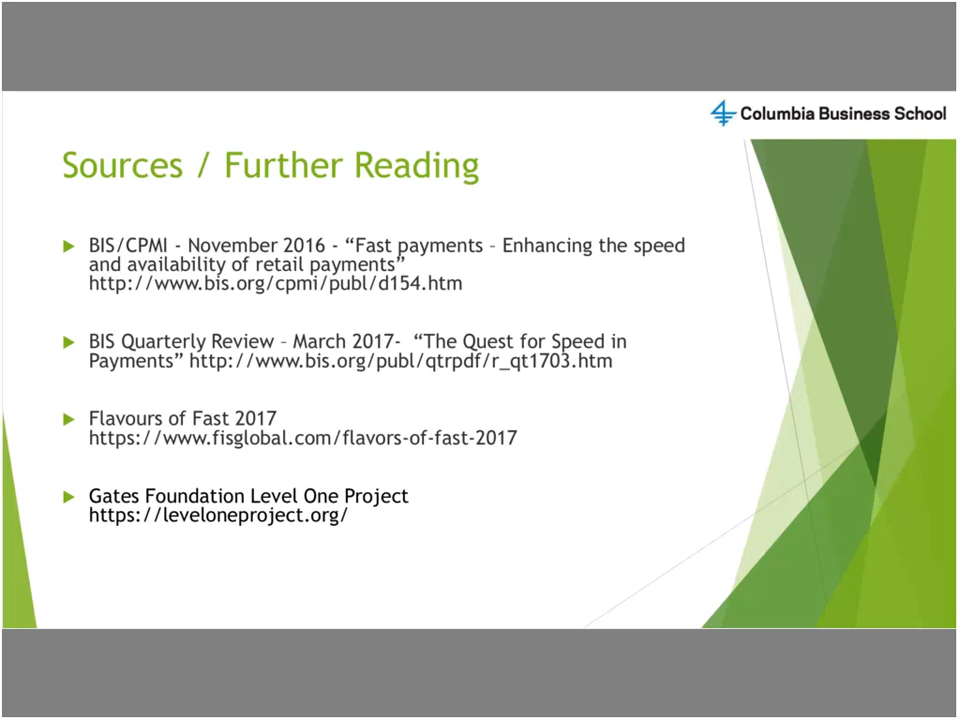 Columbia Business School
Sources / Further Reading
BIS/CPMI - November 2016 - “Fast payments – Enhancing the speed
and availability of retail payments”
http://www.bis.org/cpmi/publ/d154.htm
BIS Quarterly Review – March 2017- “The Quest for Speed in
Payments” http://www.bis.org/publ/qtrpdf/r_qt1703.htm
Flavours of Fast 2017
https://www.fisglobal.com/flavors-of-fast-2017
Gates Foundation Level One Project
https://leveloneproject.org/